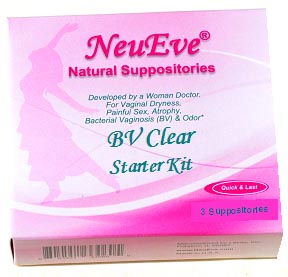 NeuEve®
Natural Suppositories
Developed by a Woman Doctor,
For Vaginal Dryness,
Painful Sex, Atrophy,
Bacterial Vaginosis (BV) & Odor*
BV Clear
Starter Kit
Quick & Last
3 Suppositories